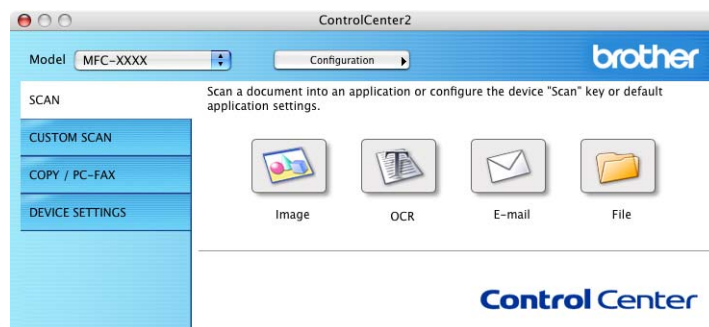 ControlCenter2
Model MFC-XXXX Configuration brother
SCAN
CUSTOM SCAN
COPY / PC-FAX
DEVICE SETTINGS
Scan a document into an application or configure the device "Scan" key or default
application settings.
Image OCR E-mail File
Control Center